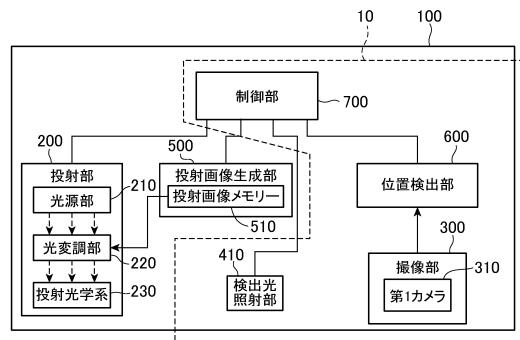 10
100
制御部
700
200
投射部
光源部
210
光変調部
220
投射光学系
230
500
投射画像生成部
投射画像メモリー
510
410
検出光
照射部
600
位置検出部
300
撮像部
310
第1カメラ